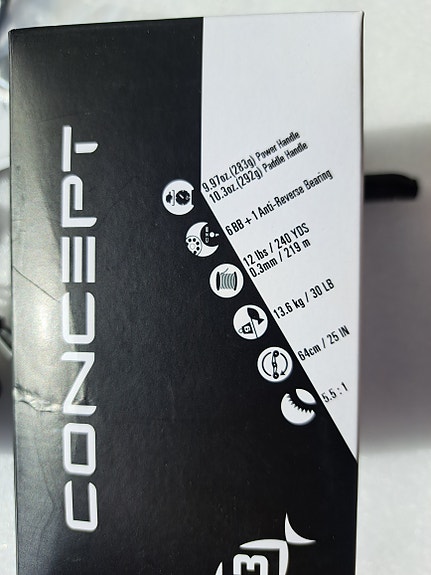 CONCEPT
9.97oz.(283g) Power Handle
10.3oz.(292g) Paddle Handle
6 BB + 1 Anti-Reverse Bearing
12 lbs / 240 YDS
0.3mm / 219 m
13.6 kg / 30 LB
64cm / 25 IN
5.5 : 1
13